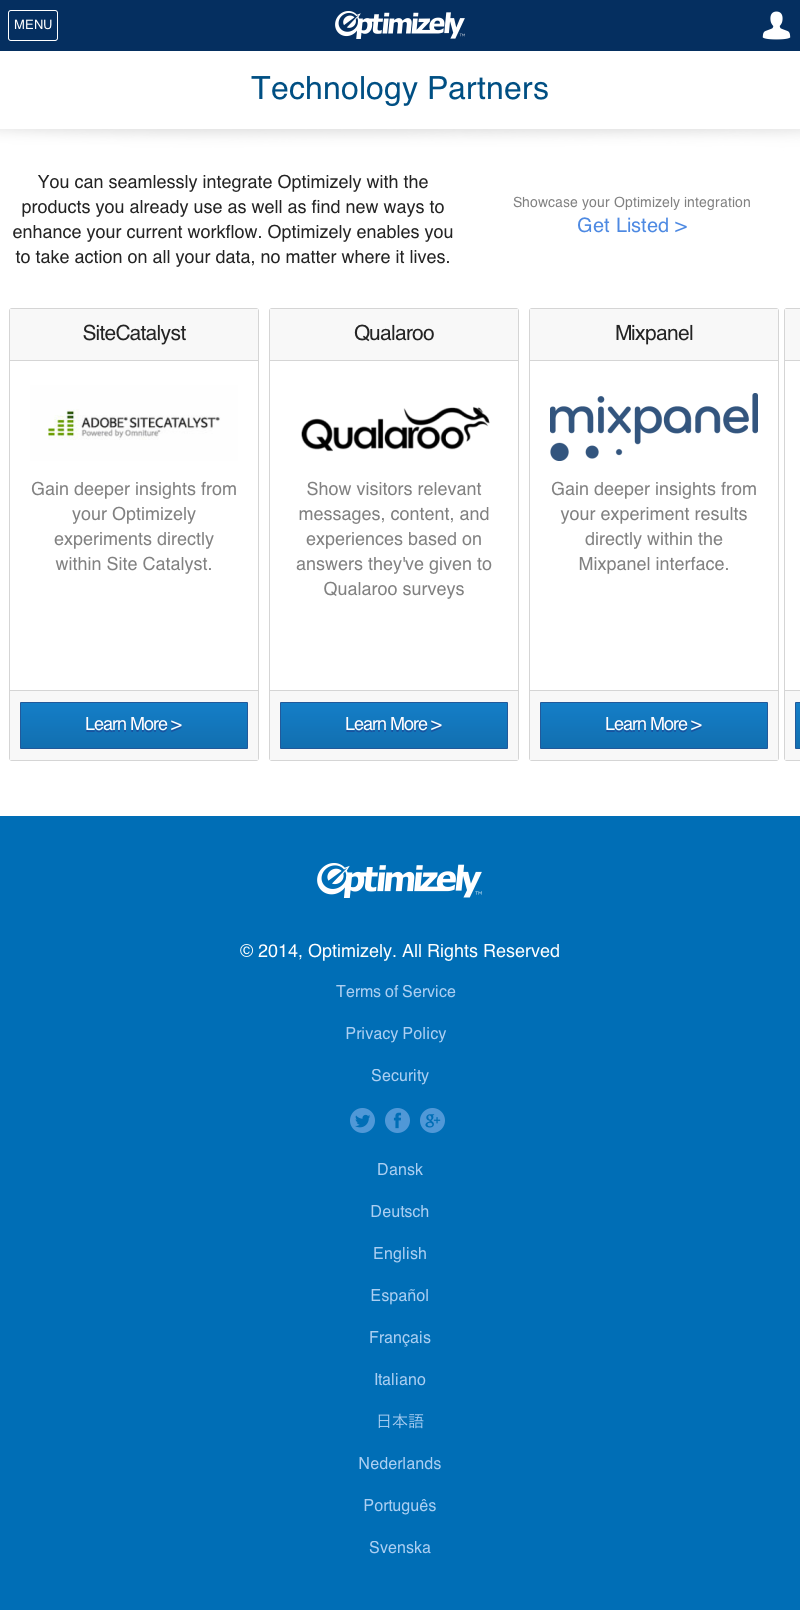 MENU
Optimizely
Technology Partners
You can seamlessly integrate Optimizely with the
products you already use as well as find new ways to
enhance your current workflow. Optimizely enables you
to take action on all your data, no matter where it lives.
Showcase your Optimizely integration
Get Listed >
SiteCatalyst
ADOBE® SITECATALYST®
Powered by Omniture®
Gain deeper insights from
your Optimizely
experiments directly
within Site Catalyst.
Learn More >
Qualaroo
Qualaroo
Show visitors relevant
messages, content, and
experiences based on
answers they've given to
Qualaroo surveys
Learn More >
Mixpanel
mixpanel
Gain deeper insights from
your experiment results
directly within the
Mixpanel interface.
Learn More >
Optimizely™
© 2014, Optimizely. All Rights Reserved
Terms of Service
Privacy Policy
Security
Dansk
Deutsch
English
Español
Français
Italiano
日本語
Nederlands
Português
Svenska